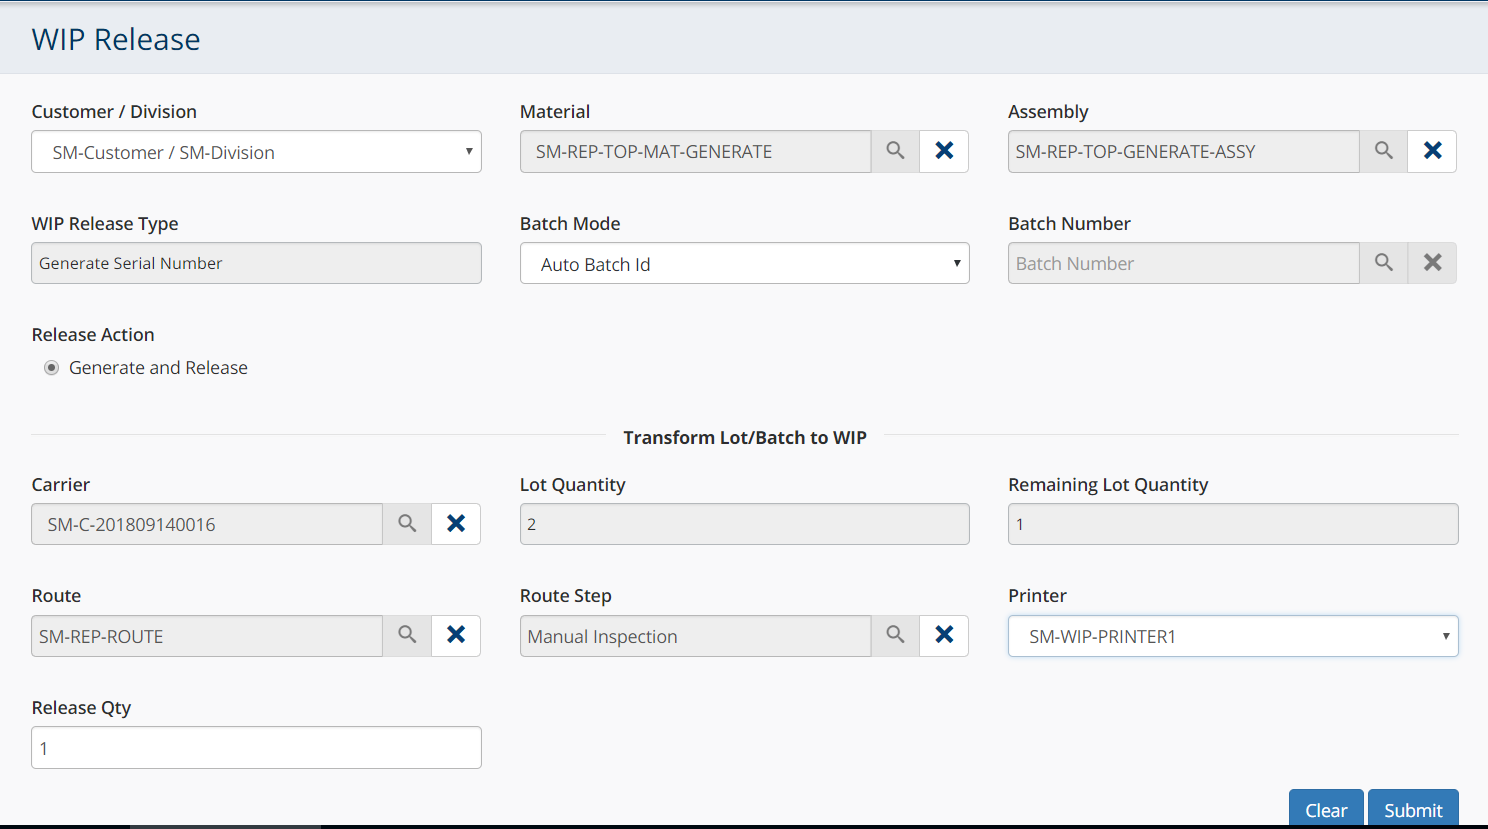 WIP Release
Customer / Division
Material
Assembly
SM-Customer / SM-Division
SM-REP-TOP-MAT-GENERATE
SM-REP-TOP-GENERATE-ASSY
WIP Release Type
Batch Mode
Batch Number
Generate Serial Number
Auto Batch Id
Batch Number
Release Action
Generate and Release
Transform Lot/Batch to WIP
Carrier
Lot Quantity
Remaining Lot Quantity
SM-C-201809140016
2
1
Route
Route Step
Printer
SM-REP-ROUTE
Manual Inspection
SM-WIP-PRINTER1
Release Qty
1
Clear
Submit